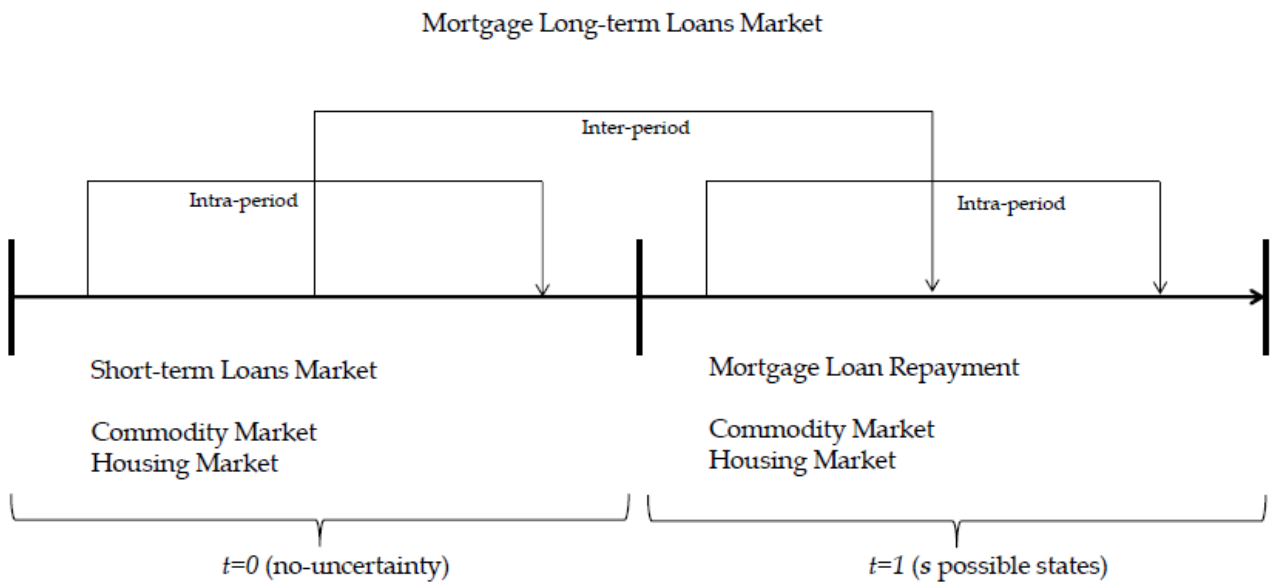 Mortgage Long-term Loans Market
Inter-period
Intra-period
Intra-period
Short-term Loans Market
Commodity Market
Housing Market
Mortgage Loan Repayment
Commodity Market
Housing Market
t=0 (no-uncertainty)
t=1 (s possible states)